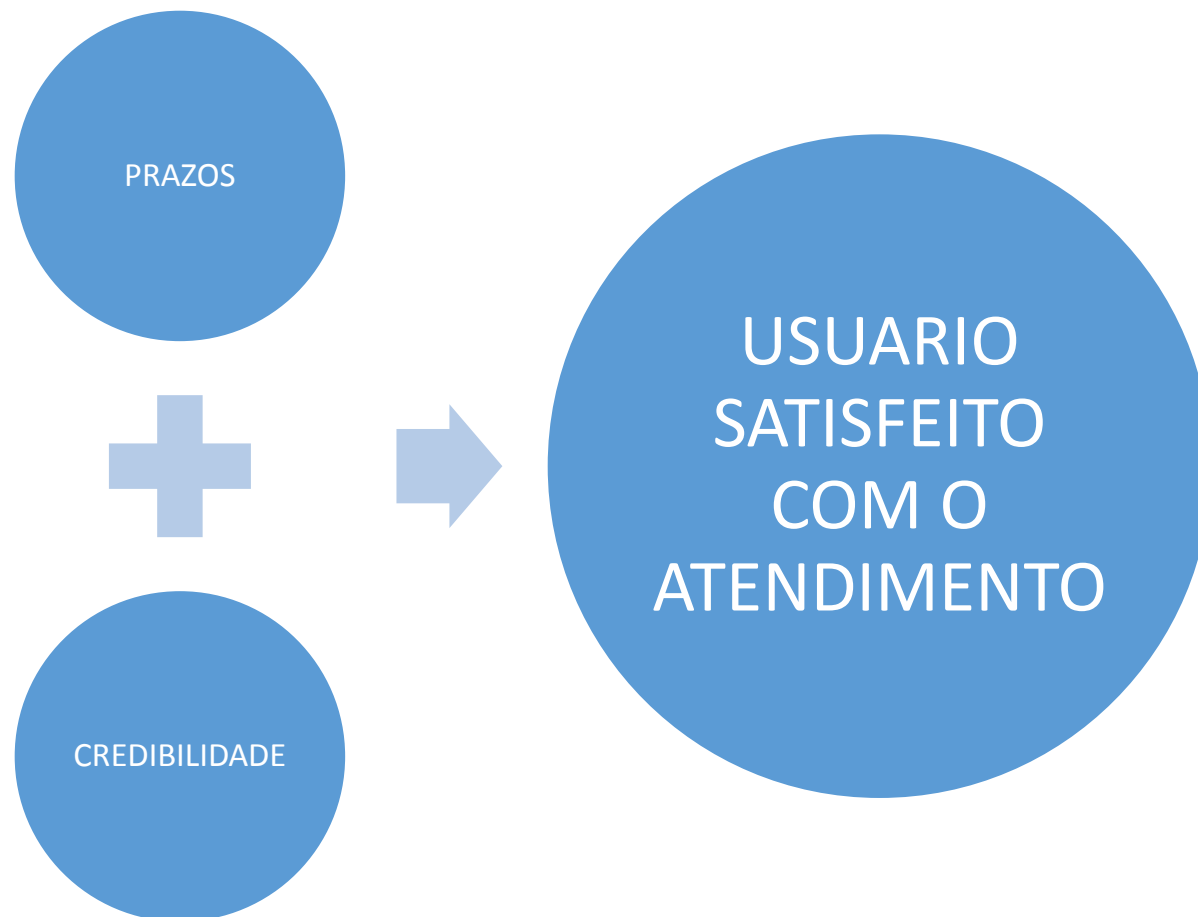 PRAZOS
CREDIBILIDADE
USUARIO
SATISFEITO
COM O
ATENDIMENTO